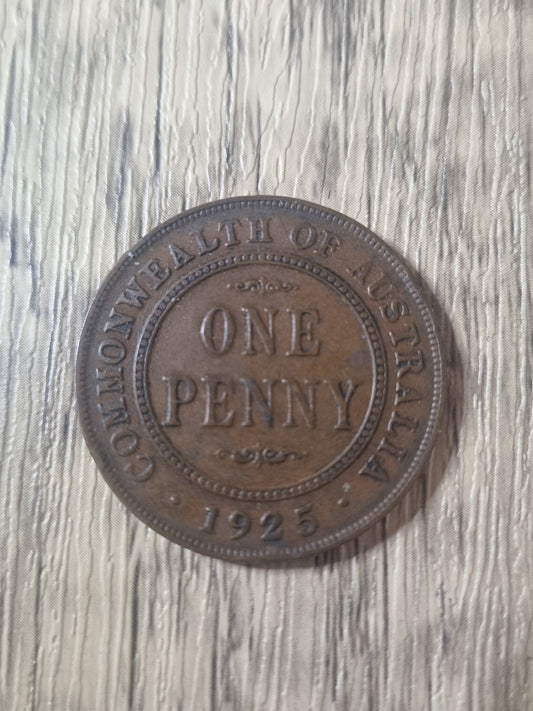 COMMONWEALTH OF AUSTRALIA
ONE
PENNY
· 1925 ·